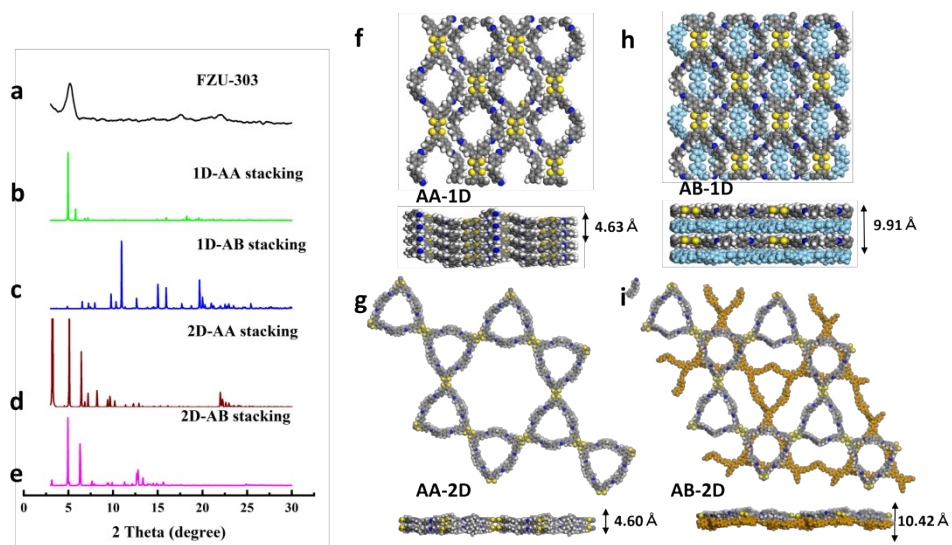 a
FZU-303
b
1D-AA stacking
c
1D-AB stacking
d
2D-AA stacking
e
2D-AB stacking
0 5 10 15 20 25 30
2 Theta (degree)
f
AA-1D
4.63 Å
h
AB-1D
9.91 Å
g
AA-2D
4.60 Å
i
AB-2D
10.42 Å